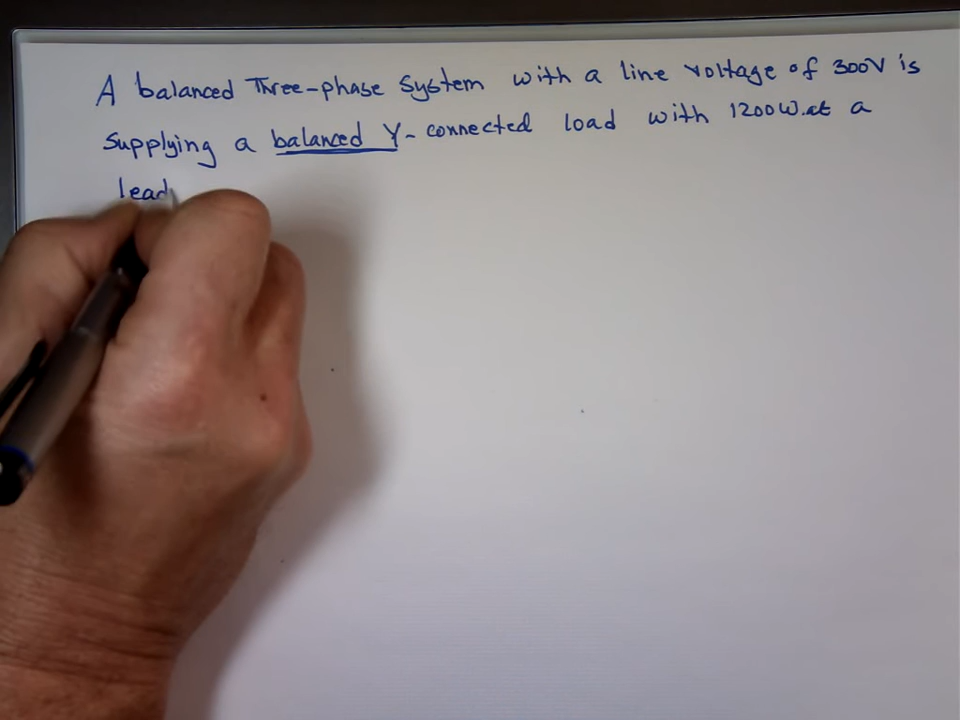 A balanced Three-phase System with a line voltage of 300V is
Supplying a balanced Y-connected load with 1200W.at a
lead